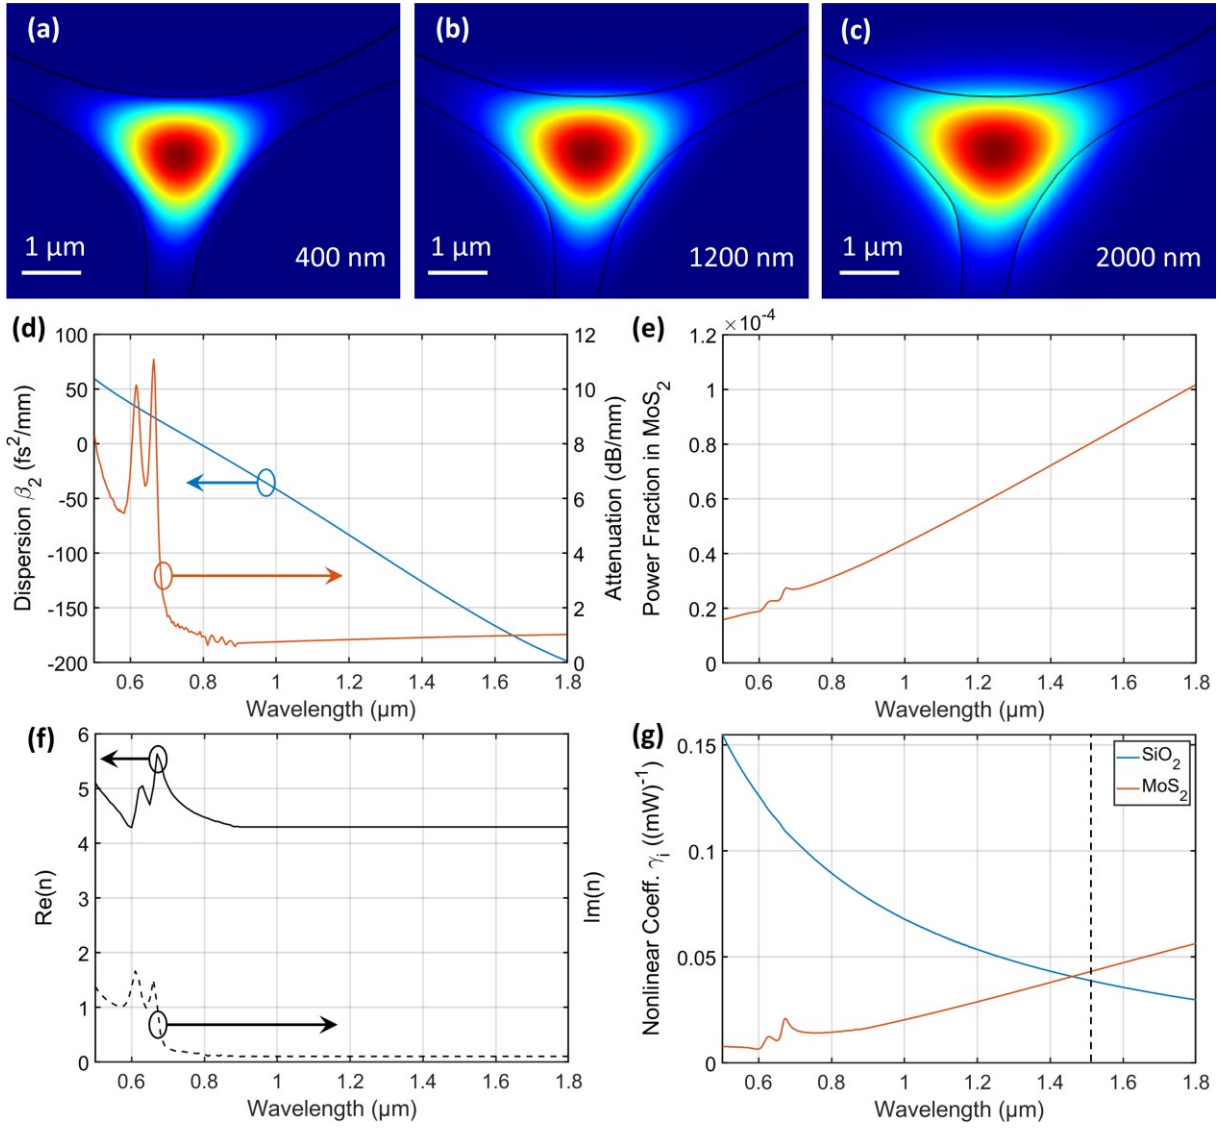 (a)
1 μm
400 nm
(b)
1 μm
1200 nm
(c)
1 μm
2000 nm
(d)
100
50
0
-50
-100
-150
-200
Dispersion β2 (fs2/mm)
12
10
8
6
4
2
0
Attenuation (dB/mm)
0.6 0.8 1 1.2 1.4 1.6 1.8
Wavelength (μm)
(e)
×10-4
1.2
1
0.8
0.6
0.4
0.2
0
Power Fraction in MoS2
0.6 0.8 1 1.2 1.4 1.6 1.8
Wavelength (μm)
(f)
6
5
4
3
2
1
0
Re(n)
Im(n)
0.6 0.8 1 1.2 1.4 1.6 1.8
Wavelength (μm)
(g)
0.15
0.1
0.05
0
Nonlinear Coeff. γi ((mW)-1)
SiO2
MoS2
0.6 0.8 1 1.2 1.4 1.6 1.8
Wavelength (μm)